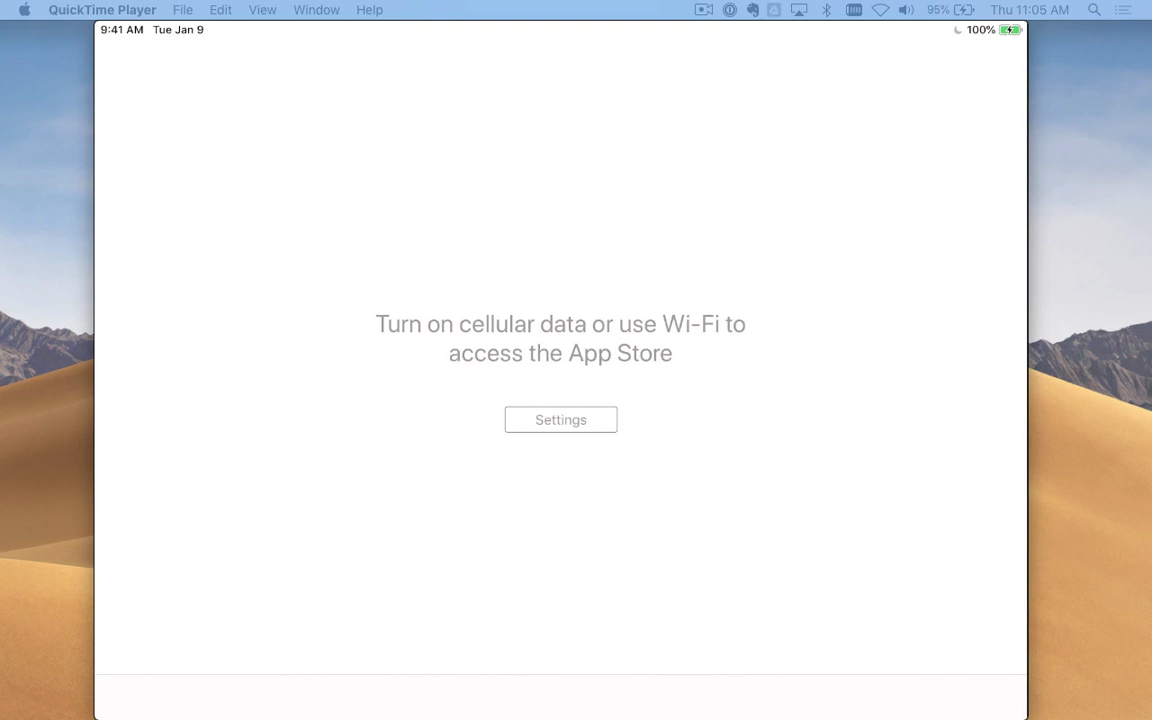 QuickTime Player File Edit View Window Help 95% Thu 11:05 AM
9:41 AM Tue Jan 9 100%
Turn on cellular data or use Wi-Fi to
access the App Store
Settings